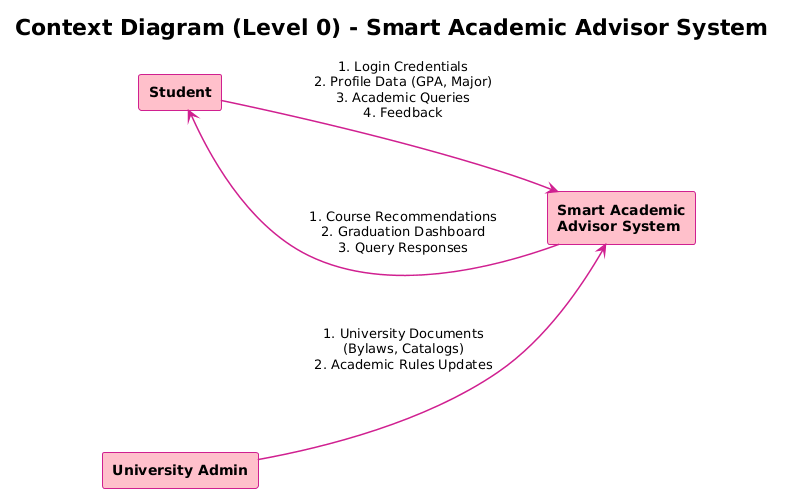 Context Diagram (Level 0) - Smart Academic Advisor System
1. Login Credentials
2. Profile Data (GPA, Major)
3. Academic Queries
4. Feedback
Student
Smart Academic
Advisor System
1. Course Recommendations
2. Graduation Dashboard
3. Query Responses
1. University Documents
(Bylaws, Catalogs)
2. Academic Rules Updates
University Admin